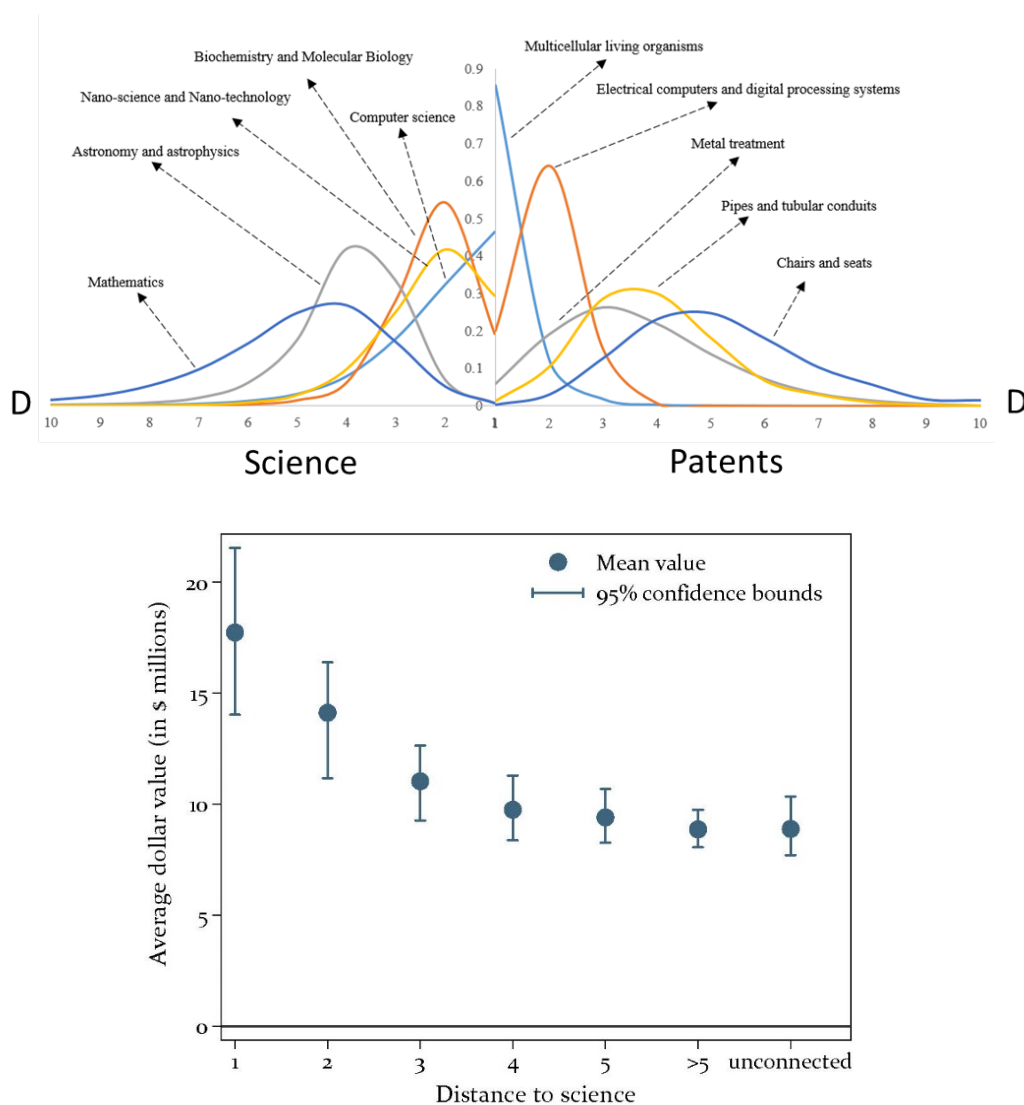 Multicellular living organisms
Biochemistry and Molecular Biology
Electrical computers and digital processing systems
Nano-science and Nano-technology
Computer science
Metal treatment
Astronomy and astrophysics
Pipes and tubular conduits
Chairs and seats
Mathematics
0.9
0.8
0.7
0.6
0.5
0.4
0.3
0.2
0.1
0
D
D
10 9 8 7 6 5 4 3 2 1 2 3 4 5 6 7 8 9 10
Science
Patents
Mean value
95% confidence bounds
Average dollar value (in $ millions)
20
15
10
5
0
1 2 3 4 5 >5 unconnected
Distance to science